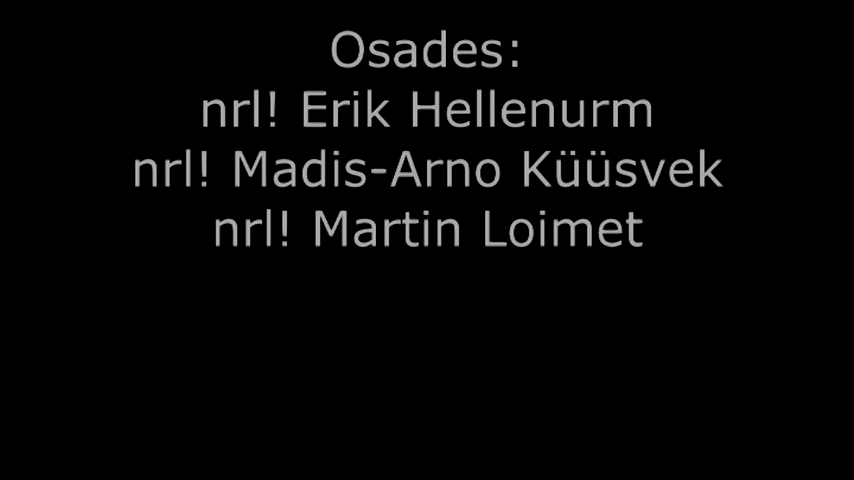 Osades:
nrl! Erik Hellenurm
nrl! Madis-Arno Küüsvek
nrl! Martin Loimet